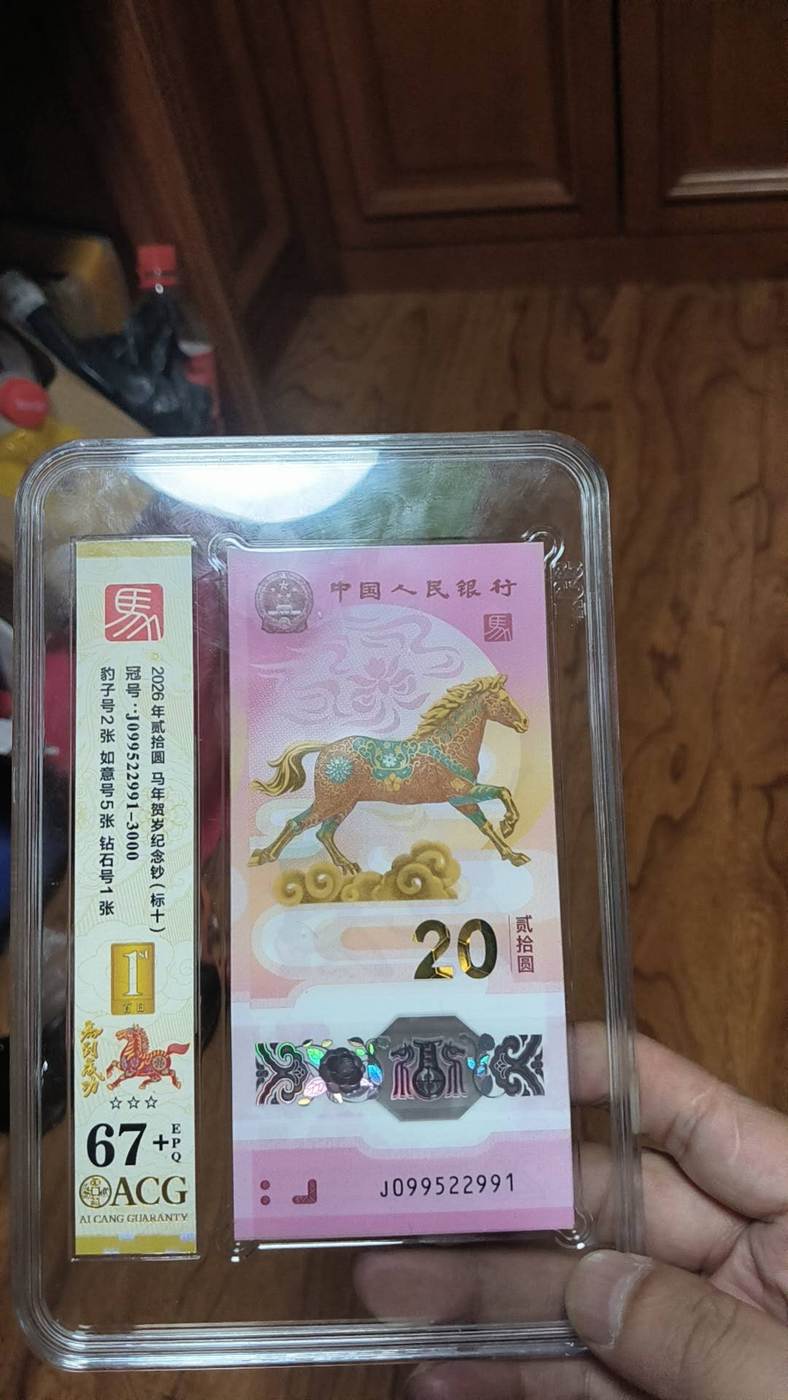 馬
2026年贰拾圆 马年贺岁纪念钞(标十)
冠号:J099522991-3000
豹子号2张 如意号5张 钻石号1张
1
馬到成功
☆☆☆
67+
EPQ
ACG
AI CANG GUARANTY
中国人民银行
馬
20
贰拾圆
J099522991